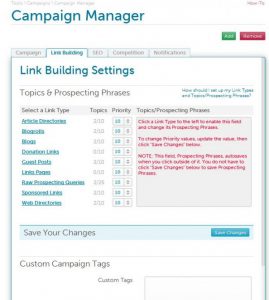 Tools \ Campaigns \ Campaign Manager
How-To
Campaign Manager
Add Remove
Campaign Link Building SEO Competition Notifications
Link Building Settings
Topics & Prospecting Phrases
How should I set up my Link Types
and Topics/Prospecting Phrases?
Select a Link Type Topics Priority Topics/Prospecting Phrases
Article Directories 2/10 10
Blogrolls 2/10 10
Blogs 2/10 10
Donation Links 0/10 10
Guest Posts 2/10 10
Links Pages 2/10 10
Raw Prospecting Queries 2/25 10
Sponsored Links 0/10 10
Web Directories 2/10 10
Click a Link Type to the left to enable this field
and change its Prospecting Phrases.
To change Priority values, update the value, then
click 'Save Changes' below.
NOTE: This field, Prospecting Phrases, autosaves
when you click outside of it. You do not have to
click 'Save Changes' below to save Prospecting
Phrases.
Save Your Changes Save Changes
Custom Campaign Tags
Custom Tags